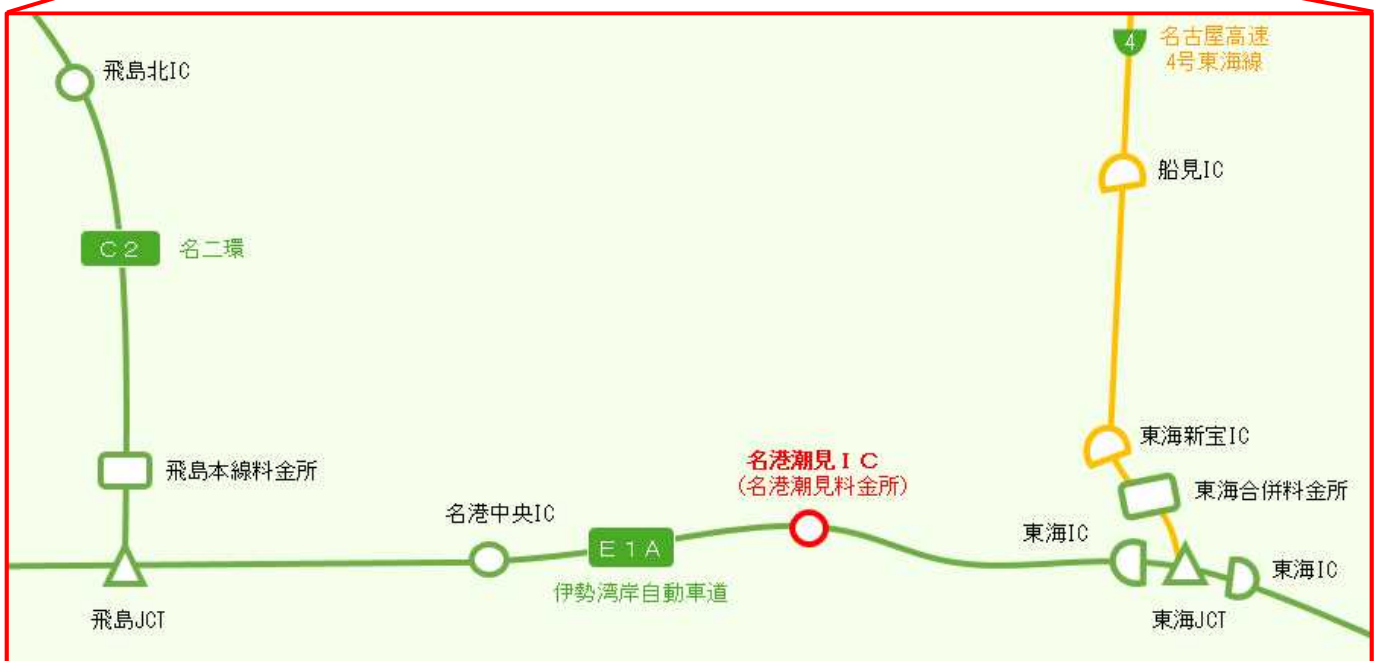 4
名古屋高速
4号東海線
飛島北IC
船見IC
C2
名二環
東海新宝IC
名港潮見IC
(名港潮見料金所)
飛島本線料金所
東海合併料金所
名港中央IC
東海IC
E1A
東海IC
伊勢湾岸自動車道
飛島JCT
東海JCT